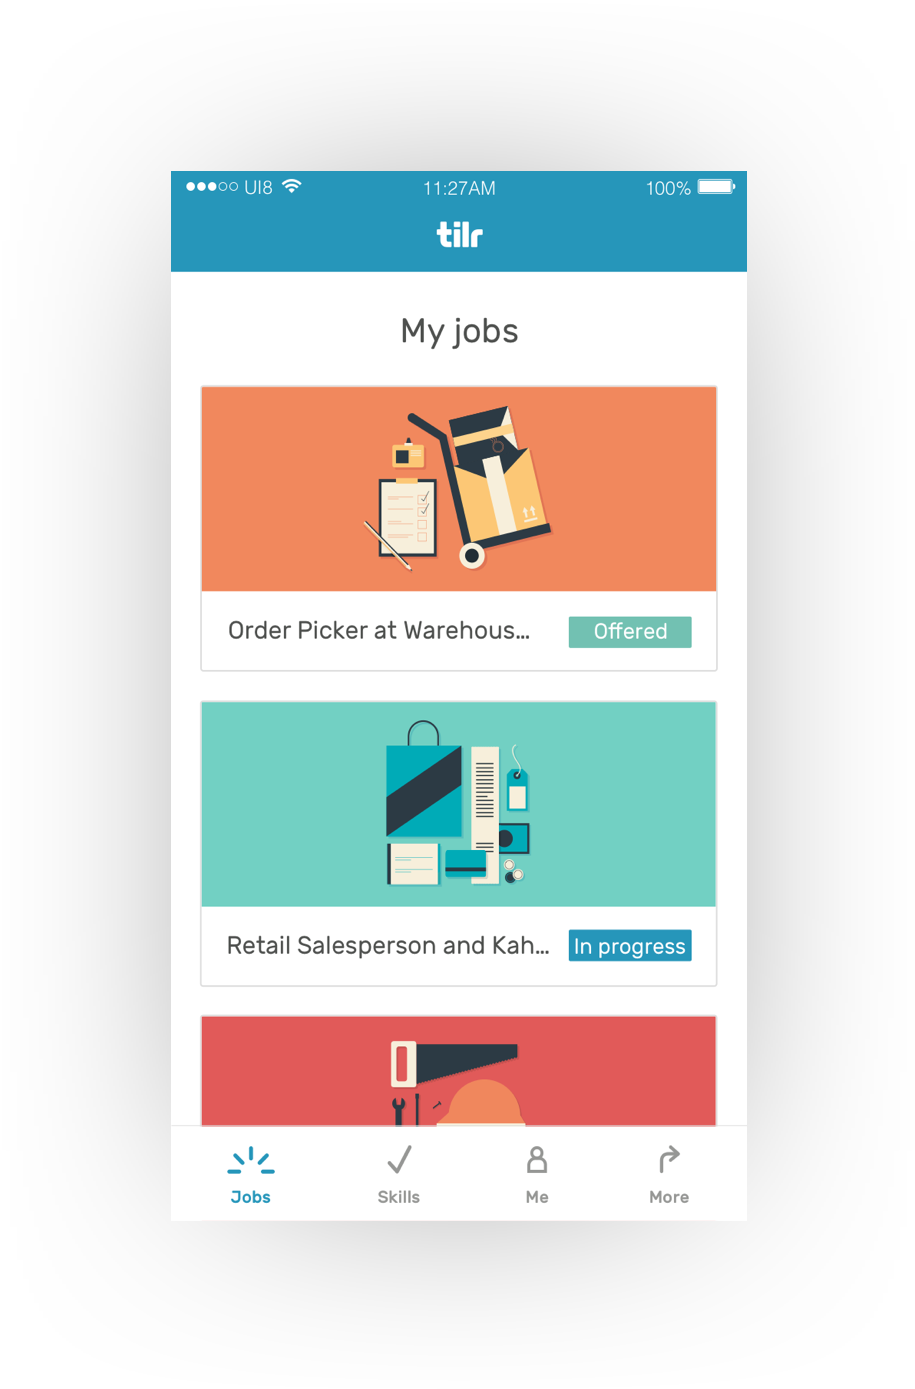 UI8 11:27AM 100%
tilr
My jobs
Order Picker at Warehous... Offered
Retail Salesperson and Kah... In progress
Jobs Skills Me More